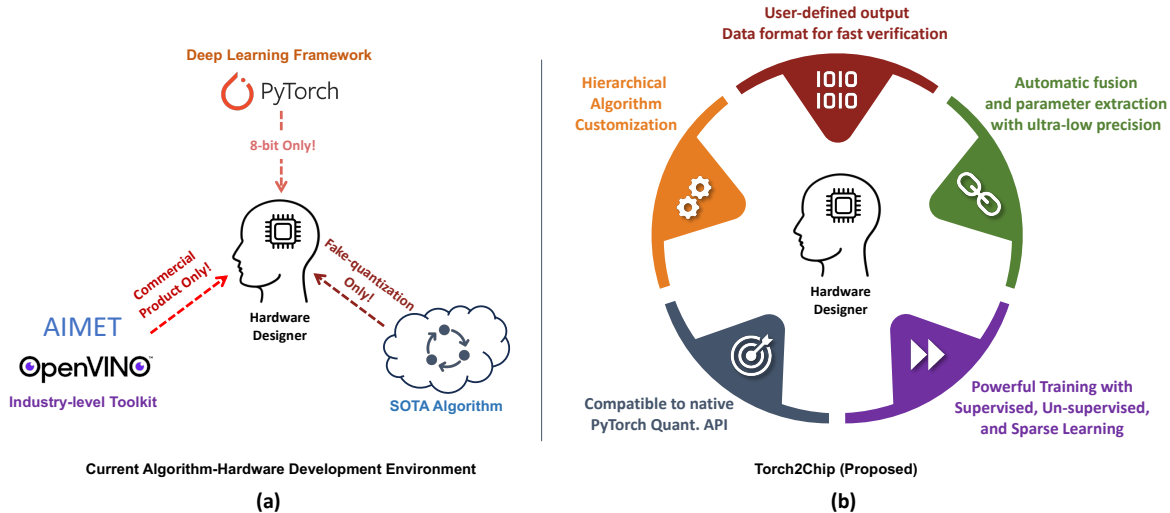 Deep Learning Framework
PyTorch
8-bit Only!
Commercial
Product Only!
Fake-quantization
Only!
Hardware
Designer
AIMET
OpenVINO™
Industry-level Toolkit
SOTA Algorithm
Current Algorithm-Hardware Development Environment
(a)
User-defined output
Data format for fast verification
1010
1010
Hierarchical
Algorithm
Customization
Automatic fusion
and parameter extraction
with ultra-low precision
Hardware
Designer
Compatible to native
PyTorch Quant. API
Powerful Training with
Supervised, Un-supervised,
and Sparse Learning
Torch2Chip (Proposed)
(b)